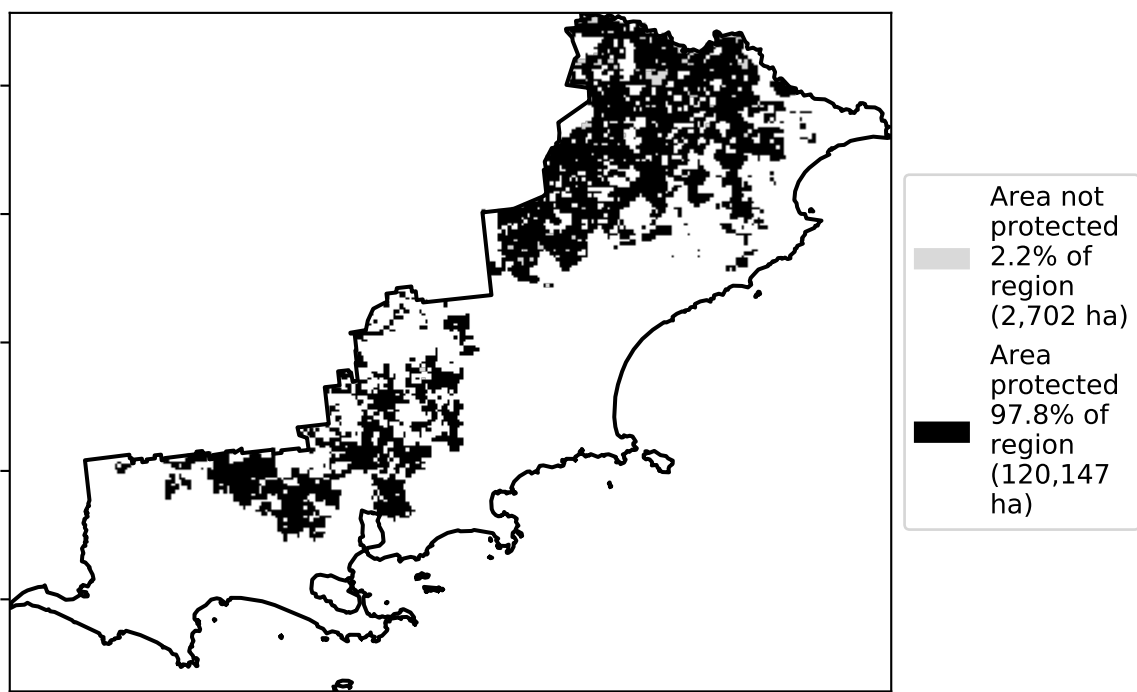 Area not
protected
2.2% of
region
(2,702 ha)
Area
protected
97.8% of
region
(120,147
ha)